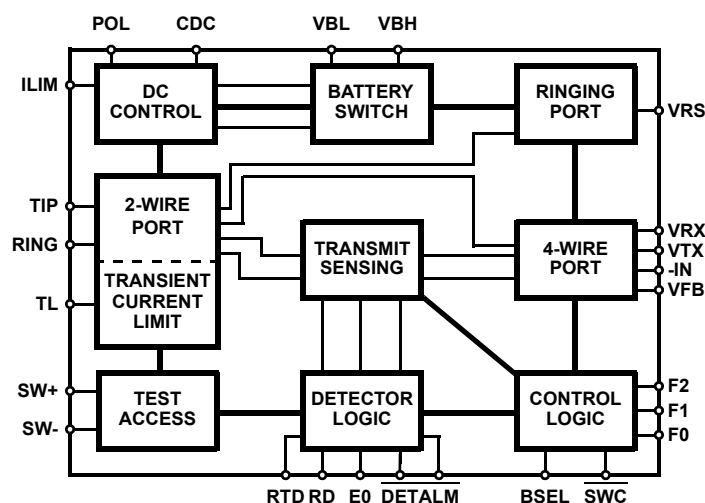 POL CDC VBL VBH
ILIM
DC
CONTROL
BATTERY
SWITCH
RINGING
PORT
VRS
TIP
RING
2-WIRE
PORT
TRANSIENT
CURRENT
LIMIT
TL
TRANSMIT
SENSING
4-WIRE
PORT
VRX
VTX
-IN
VFB
SW+
SW-
TEST
ACCESS
DETECTOR
LOGIC
CONTROL
LOGIC
F2
F1
F0
RTD RD E0 DETALM BSEL SWC